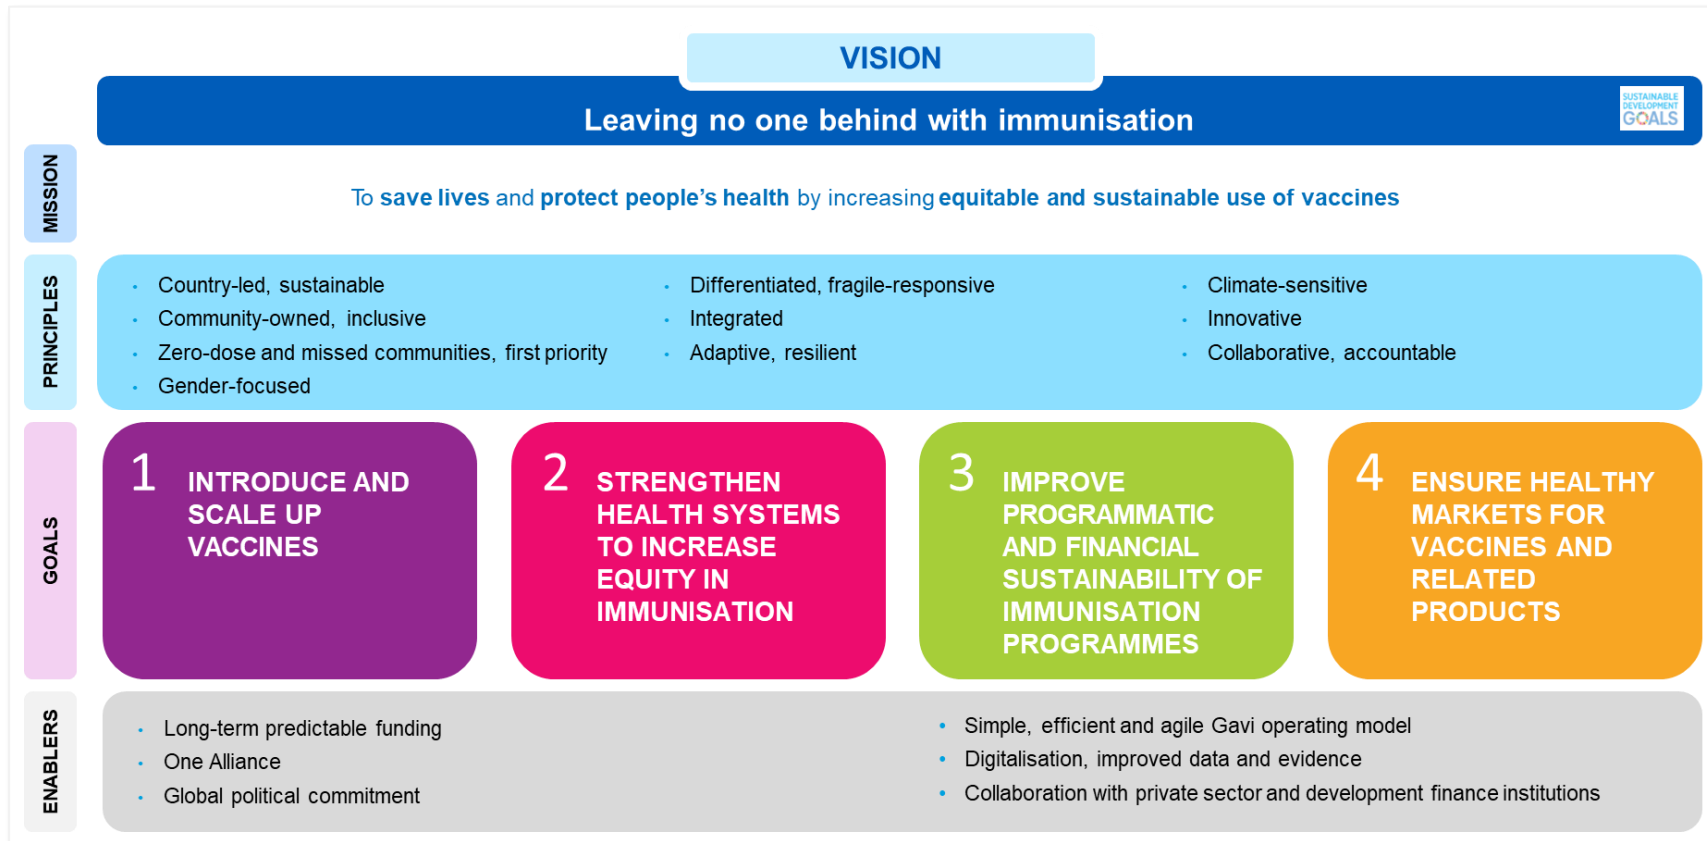 VISION
Leaving no one behind with immunisation
SUSTAINABLE
DEVELOPMENT
GOALS
MISSION
To save lives and protect people’s health by increasing equitable and sustainable use of vaccines
PRINCIPLES
• Country-led, sustainable
• Community-owned, inclusive
• Zero-dose and missed communities, first priority
• Gender-focused
• Differentiated, fragile-responsive
• Integrated
• Adaptive, resilient
• Climate-sensitive
• Innovative
• Collaborative, accountable
GOALS
1
INTRODUCE AND
SCALE UP
VACCINES
2
STRENGTHEN
HEALTH SYSTEMS
TO INCREASE
EQUITY IN
IMMUNISATION
3
IMPROVE
PROGRAMMATIC
AND FINANCIAL
SUSTAINABILITY OF
IMMUNISATION
PROGRAMMES
4
ENSURE HEALTHY
MARKETS FOR
VACCINES AND
RELATED
PRODUCTS
ENABLERS
• Long-term predictable funding
• One Alliance
• Global political commitment
• Simple, efficient and agile Gavi operating model
• Digitalisation, improved data and evidence
• Collaboration with private sector and development finance institutions